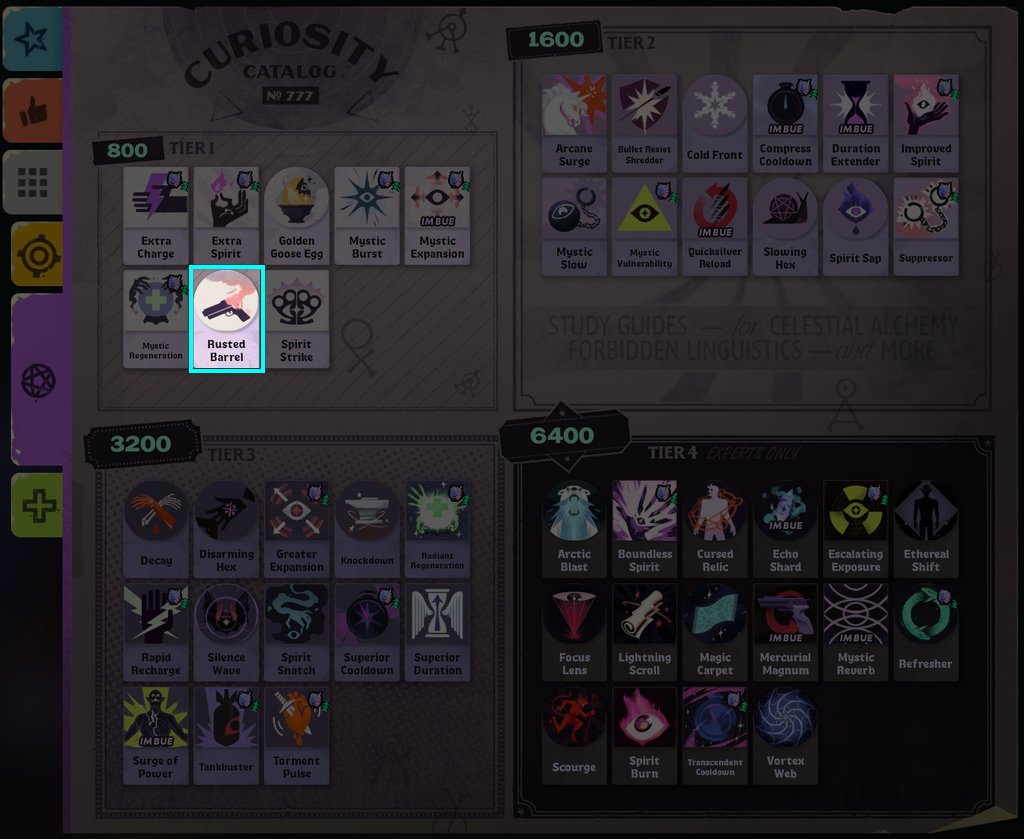 CURIOSITY
CATALOG
Nº 777
800 TIER 1
Extra Charge
Extra Spirit
Golden Goose Egg
Mystic Burst
IMBUE
Mystic Expansion
Mystic Regeneration
Rusted Barrel
Spirit Strike
1600 TIER 2
Arcane Surge
Bullet Resist Shredder
Cold Front
IMBUE
Compress Cooldown
IMBUE
Duration Extender
Improved Spirit
Mystic Slow
Mystic Vulnerability
IMBUE
Quicksilver Reload
Slowing Hex
Spirit Sap
Suppressor
STUDY GUIDES — for CELESTIAL ALCHEMY
FORBIDDEN LINGUISTICS — and MORE
3200 TIER 3
Decay
Disarming Hex
Greater Expansion
Knockdown
Radiant Regeneration
Rapid Recharge
Silence Wave
Spirit Snatch
Superior Cooldown
Superior Duration
IMBUE
Surge of Power
Tankbuster
Torment Pulse
6400 TIER 4 EXPERTS ONLY
Arctic Blast
Boundless Spirit
Cursed Relic
IMBUE
Echo Shard
Escalating Exposure
Ethereal Shift
Focus Lens
Lightning Scroll
Magic Carpet
IMBUE
Mercurial Magnum
IMBUE
Mystic Reverb
Refresher
Scourge
Spirit Burn
Transcendent Cooldown
Vortex Web